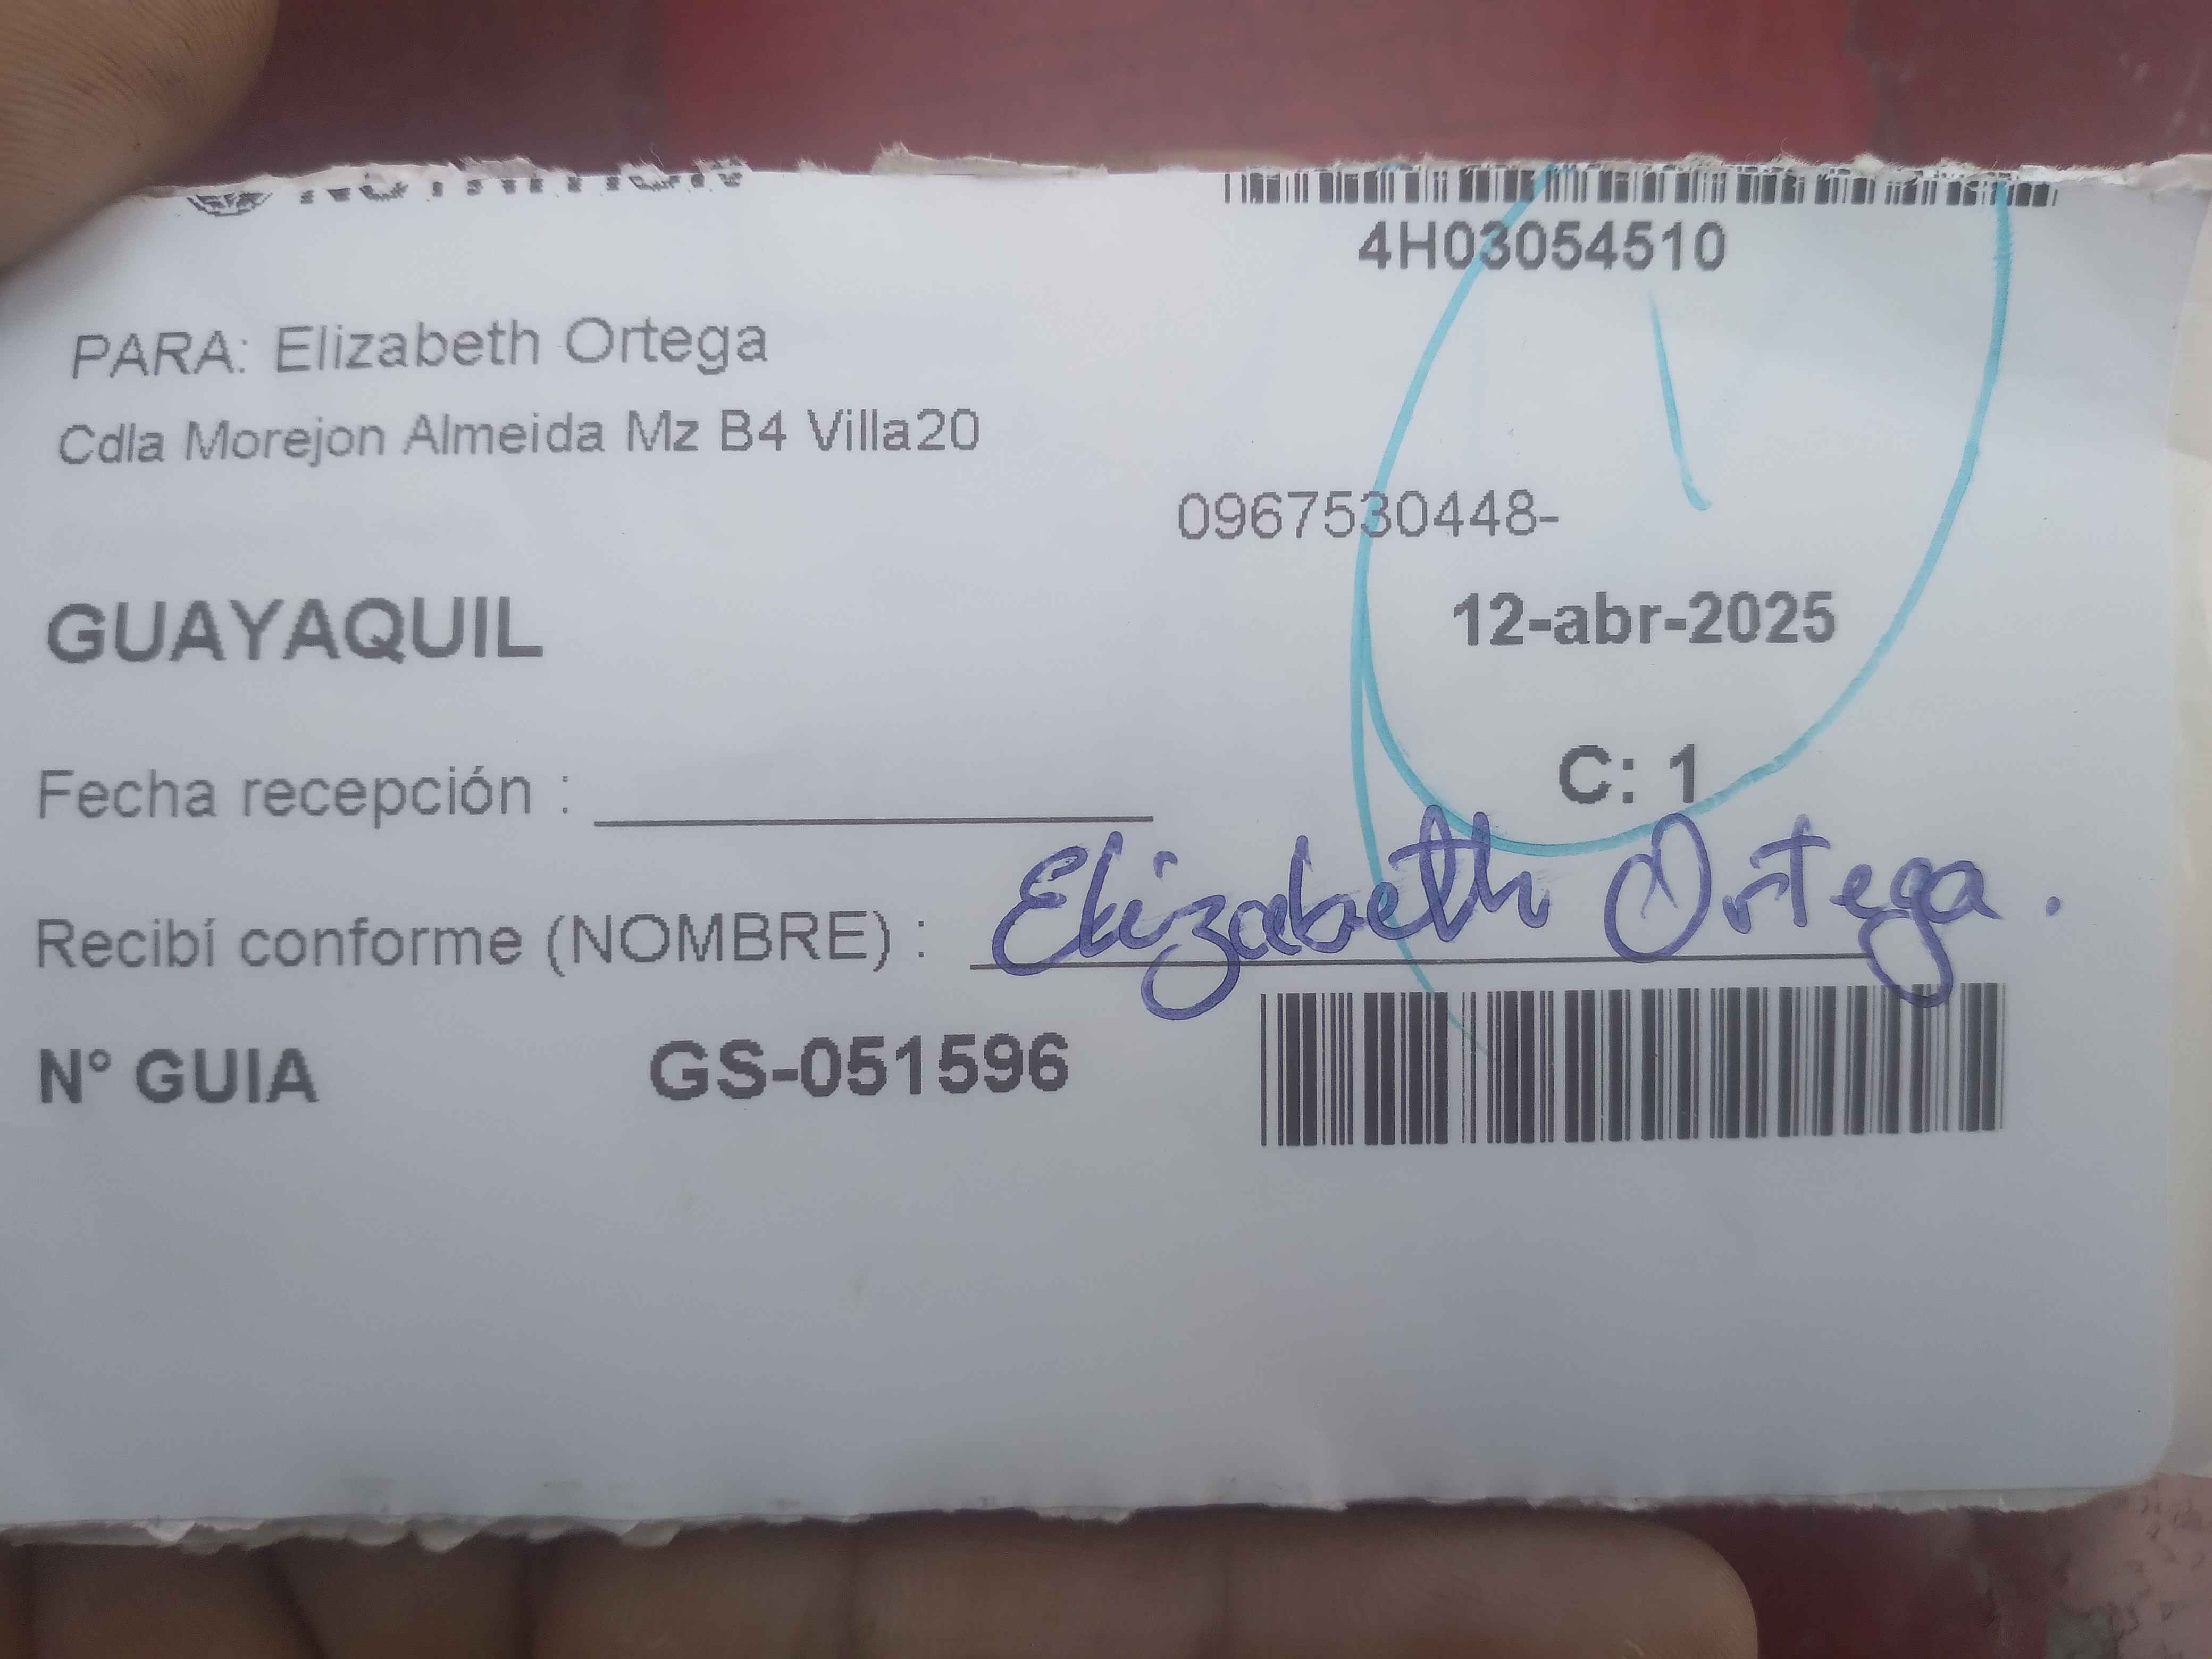 4H03054510
PARA: Elizabeth Ortega
Cdla Morejon Almeida Mz B4 Villa20
0967530448-
GUAYAQUIL
12-abr-2025
C: 1
Fecha recepción :
Recibí conforme (NOMBRE) : Elizabeth Ortega.
N° GUIA GS-051596